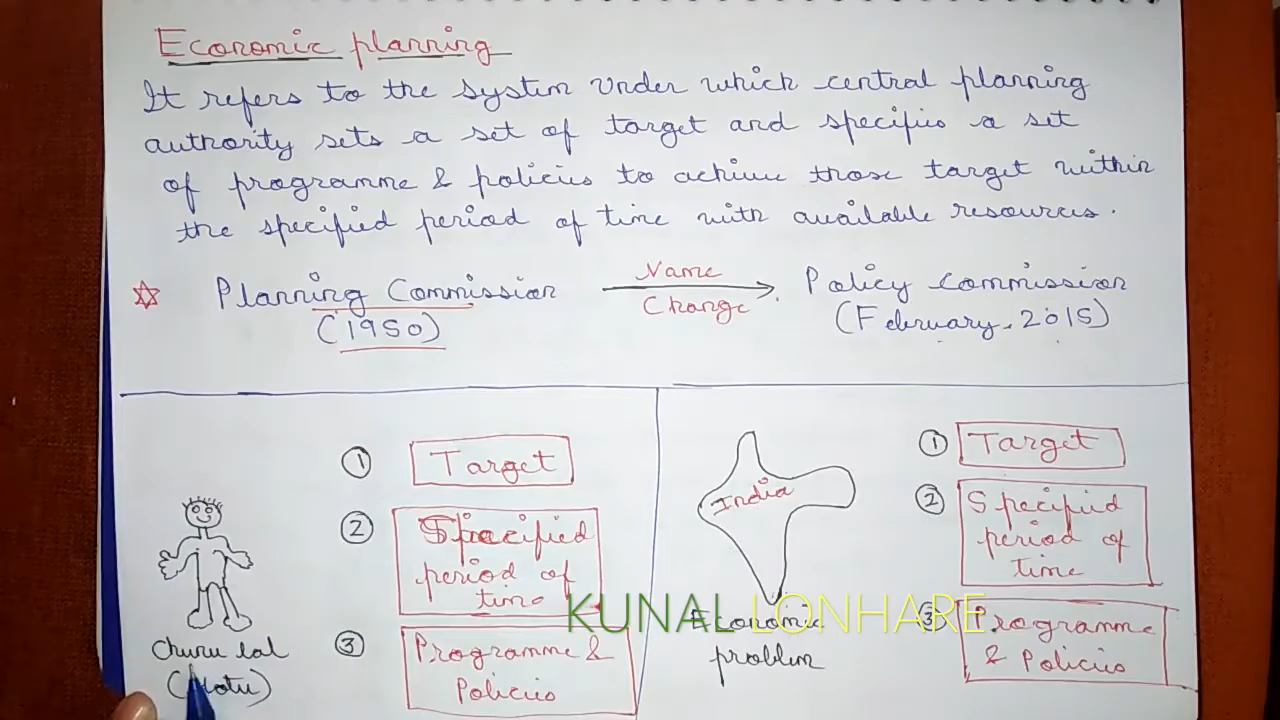 Economic planning
It refers to the system under which central planning
authority sets a set of target and specifies a set
of programme & policies to achieve those target within
the specified period of time with available resources.
Planning Commission
(1950)
Name
Change
Policy Commission
(February, 2015)
① Target
② Specified
period of
time
③ Programme &
Policies
Churu lal
India
Economic
problem
① Target
② Specified
period of
time
③ Programme
& Policies
KUNAL LONHARE